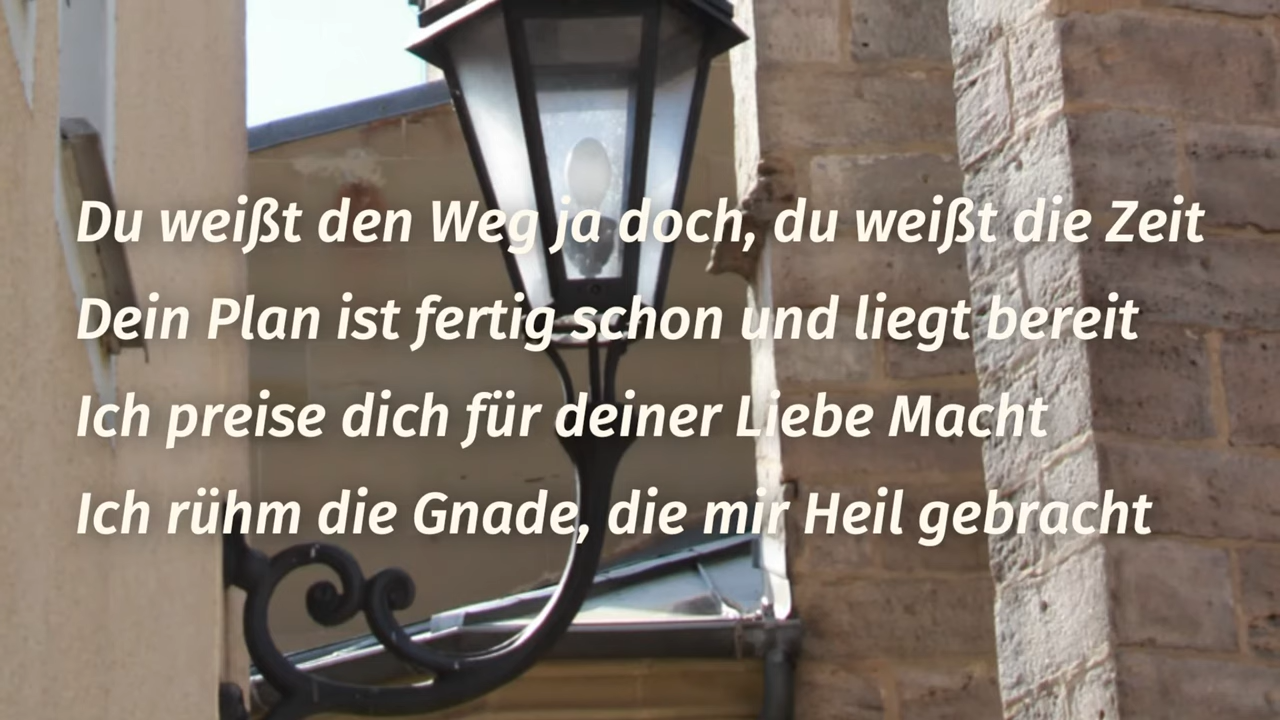 Du weißt den Weg ja doch, du weißt die Zeit
Dein Plan ist fertig schon und liegt bereit
Ich preise dich für deiner Liebe Macht
Ich rühm die Gnade, die mir Heil gebracht